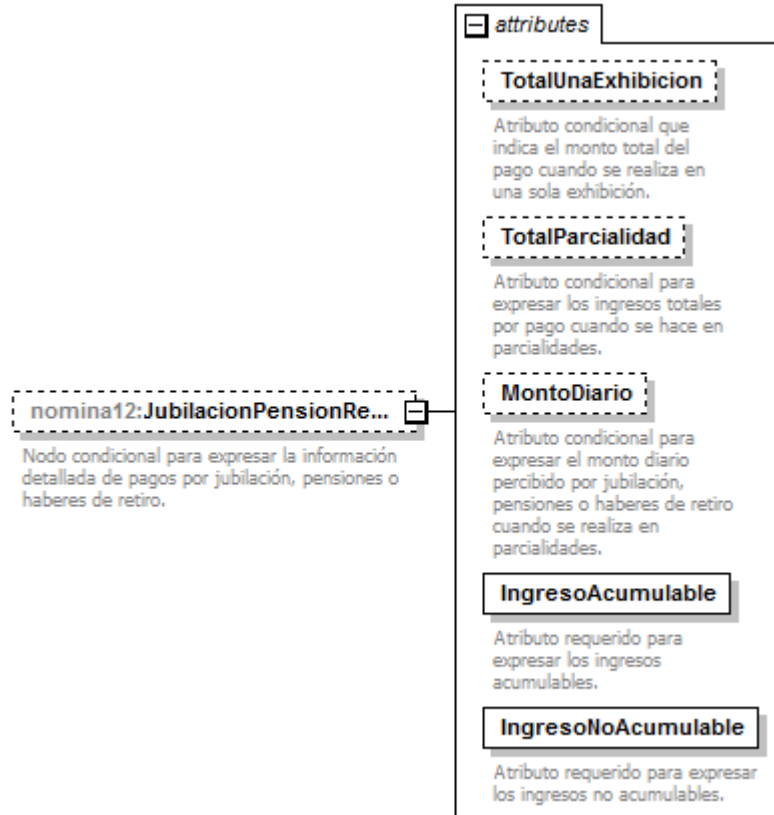 attributes
TotalUnaExhibicion
Atributo condicional que
indica el monto total del
pago cuando se realiza en
una sola exhibición.
TotalParcialidad
Atributo condicional para
expresar los ingresos totales
por pago cuando se hace en
parcialidades.
nomina12:JubilacionPensionRe...
Nodo condicional para expresar la información
detallada de pagos por jubilación, pensiones o
haberes de retiro.
MontoDiario
Atributo condicional para
expresar el monto diario
percibido por jubilación,
pensiones o haberes de retiro
cuando se realiza en
parcialidades.
IngresoAcumulable
Atributo requerido para
expresar los ingresos
acumulables.
IngresoNoAcumulable
Atributo requerido para expresar
los ingresos no acumulables.